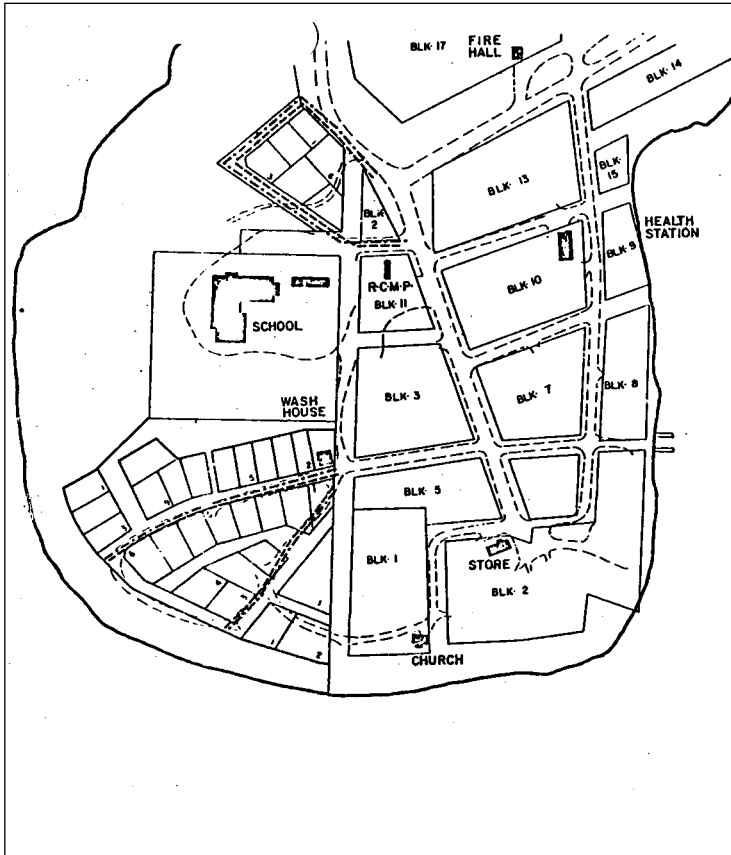 BLK· 17
FIRE
HALL
BLK· 14
BLK·
15
BLK· 13
BLK·
2
HEALTH
STATION
BLK· 9
R·C·M·P·
BLK· 11
BLK· 10
SCHOOL
WASH
HOUSE
BLK· 3
BLK· 7
BLK· 8
BLK· 5
BLK· 1
STORE
BLK· 2
CHURCH